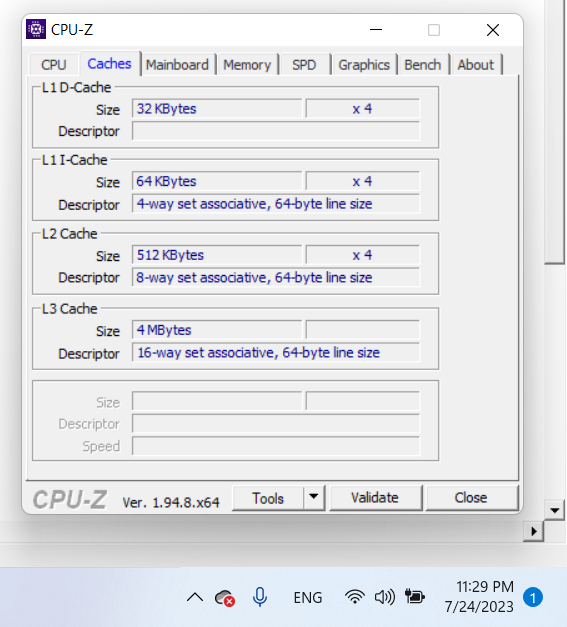 CPU-Z
CPU Caches Mainboard Memory SPD Graphics Bench About
L1 D-Cache
Size 32 KBytes x 4
Descriptor
L1 I-Cache
Size 64 KBytes x 4
Descriptor 4-way set associative, 64-byte line size
L2 Cache
Size 512 KBytes x 4
Descriptor 8-way set associative, 64-byte line size
L3 Cache
Size 4 MBytes
Descriptor 16-way set associative, 64-byte line size
Size
Descriptor
Speed
CPU-Z Ver. 1.94.8.x64 Tools Validate Close
ENG 11:29 PM 1
7/24/2023